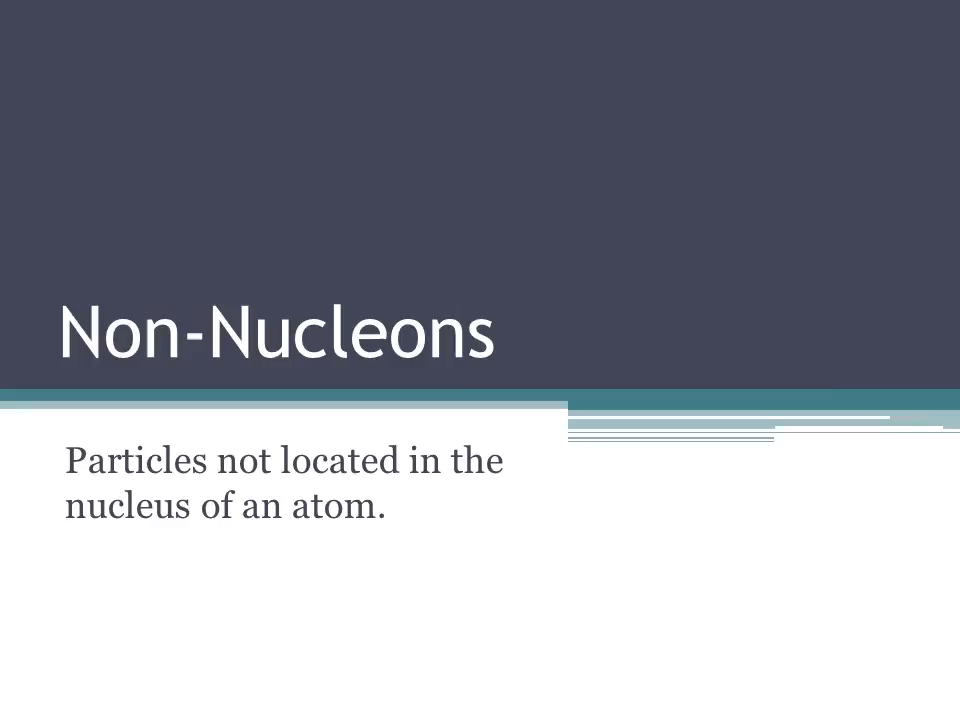 Non-Nucleons
Particles not located in the
nucleus of an atom.